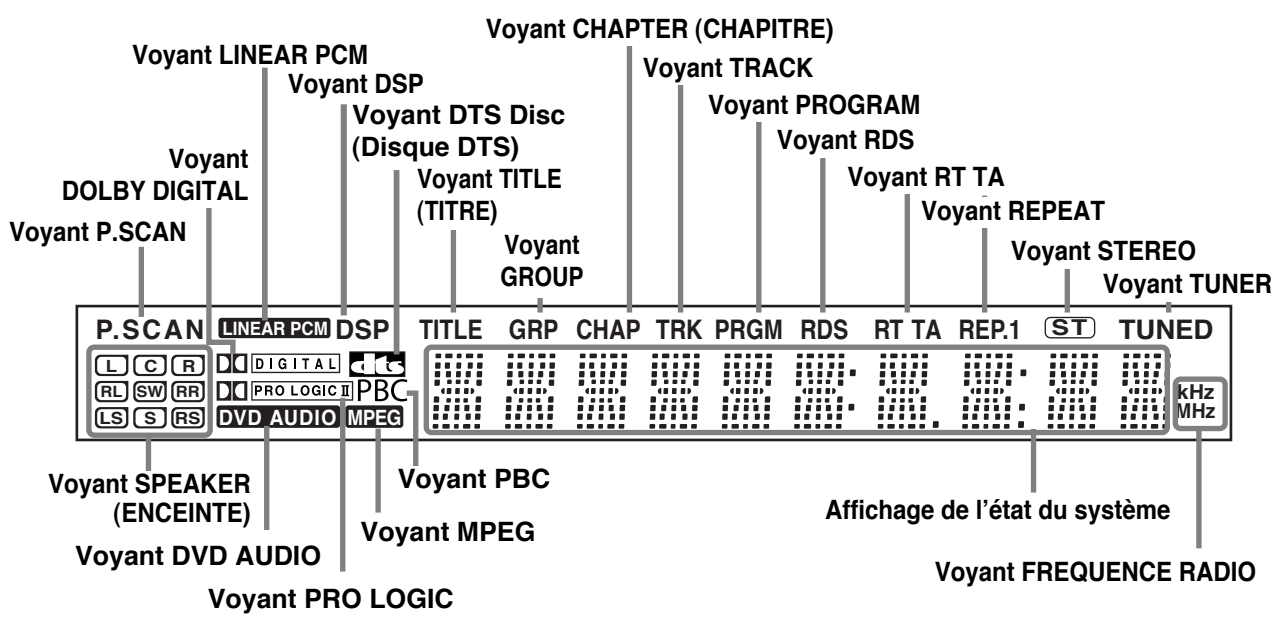 Voyant CHAPTER (CHAPITRE)
Voyant LINEAR PCM
Voyant TRACK
Voyant DSP
Voyant PROGRAM
Voyant DTS Disc
(Disque DTS)
Voyant RDS
Voyant
DOLBY DIGITAL
Voyant TITLE
(TITRE)
Voyant RT TA
Voyant REPEAT
Voyant P.SCAN
Voyant
GROUP
Voyant STEREO
Voyant TUNER
P.SCAN LINEAR PCM DSP TITLE GRP CHAP TRK PRGM RDS RT TA REP.1 ST TUNED
L C R DIGITAL dts
RL SW RR PRO LOGIC II PBC kHz
LS S RS DVD AUDIO MPEG MHz
Voyant SPEAKER
(ENCEINTE)
Voyant PBC
Affichage de l'état du système
Voyant MPEG
Voyant DVD AUDIO
Voyant FREQUENCE RADIO
Voyant PRO LOGIC